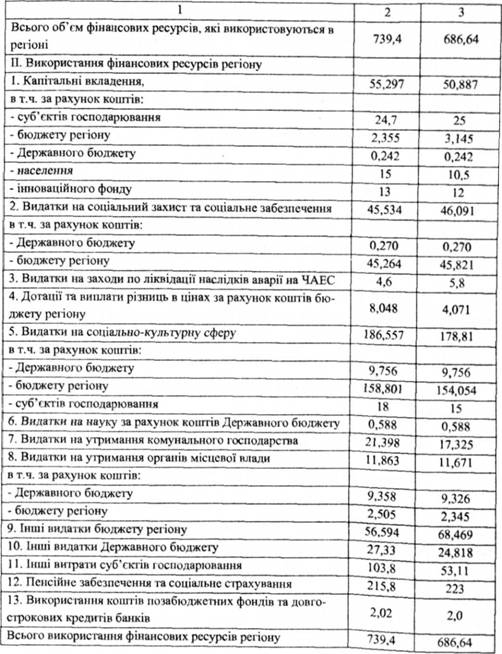 1 2 3
Всього об'єм фінансових ресурсів, які використовуються в
регіоні 739,4 686,64
ІІ. Використання фінансових ресурсів регіону
1. Капітальні вкладення, 55,297 50,887
в т.ч. за рахунок коштів:
- суб'єктів господарювання 24,7 25
- бюджету регіону 2,355 3,145
- Державного бюджету 0,242 0,242
- населення 15 10,5
- інноваційного фонду 13 12
2. Видатки на соціальний захист та соціальне забезпечення 45,534 46,091
в т.ч. за рахунок коштів:
- Державного бюджету 0,270 0,270
- бюджету регіону 45,264 45,821
3. Видатки на заходи по ліквідації наслідків аварії на ЧАЕС 4,6 5,8
4. Дотації та виплати різниць в цінах за рахунок коштів бю-
джету регіону 8,048 4,071
5. Видатки на соціально-культурну сферу 186,557 178,81
в т.ч. за рахунок коштів:
- Державного бюджету 9,756 9,756
- бюджету регіону 158,801 154,054
- суб'єктів господарювання 18 15
6. Видатки на науку за рахунок коштів Державного бюджету 0,588 0,588
7. Видатки на утримання комунального господарства 21,398 17,325
8. Видатки на утримання органів місцевої влади 11,863 11,671
в т.ч. за рахунок коштів:
- Державного бюджету 9,358 9,326
- бюджету регіону 2,505 2,345
9. Інші видатки бюджету регіону 56,594 68,469
10. Інші видатки Державного бюджету 27,33 24,818
11. Інші витрати суб'єктів господарювання 103,8 53,11
12. Пенсійне забезпечення та соціальне страхування 215,8 223
13. Використання коштів позабюджетних фондів та довго-
строкових кредитів банків 2,02 2,0
Всього використання фінансових ресурсів регіону 739,4 686,64